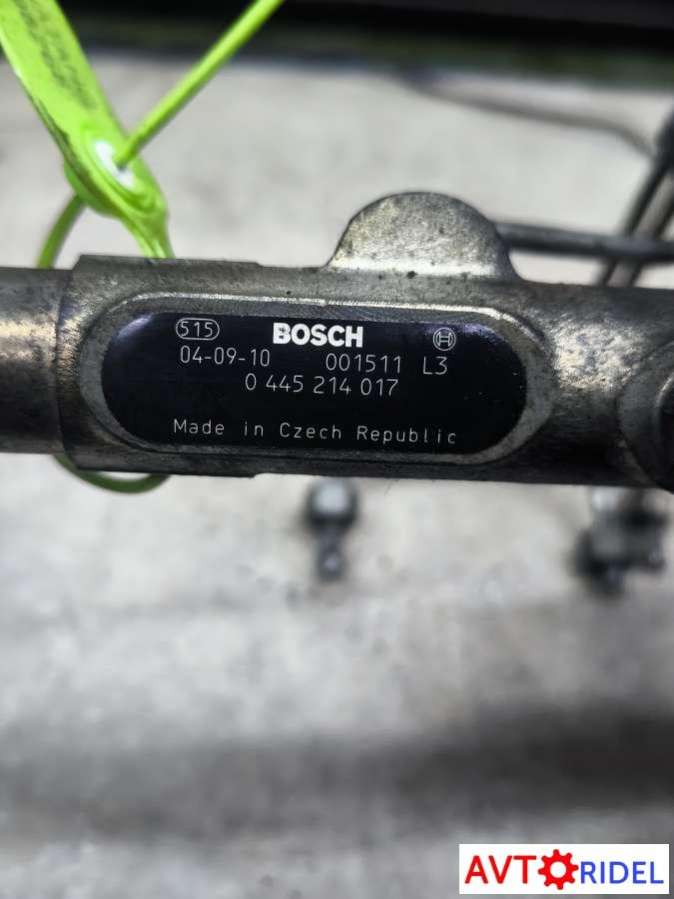 515 BOSCH
04-09-10 001511 L3
0 445 214 017
Made in Czech Republic
AVTORIDEL